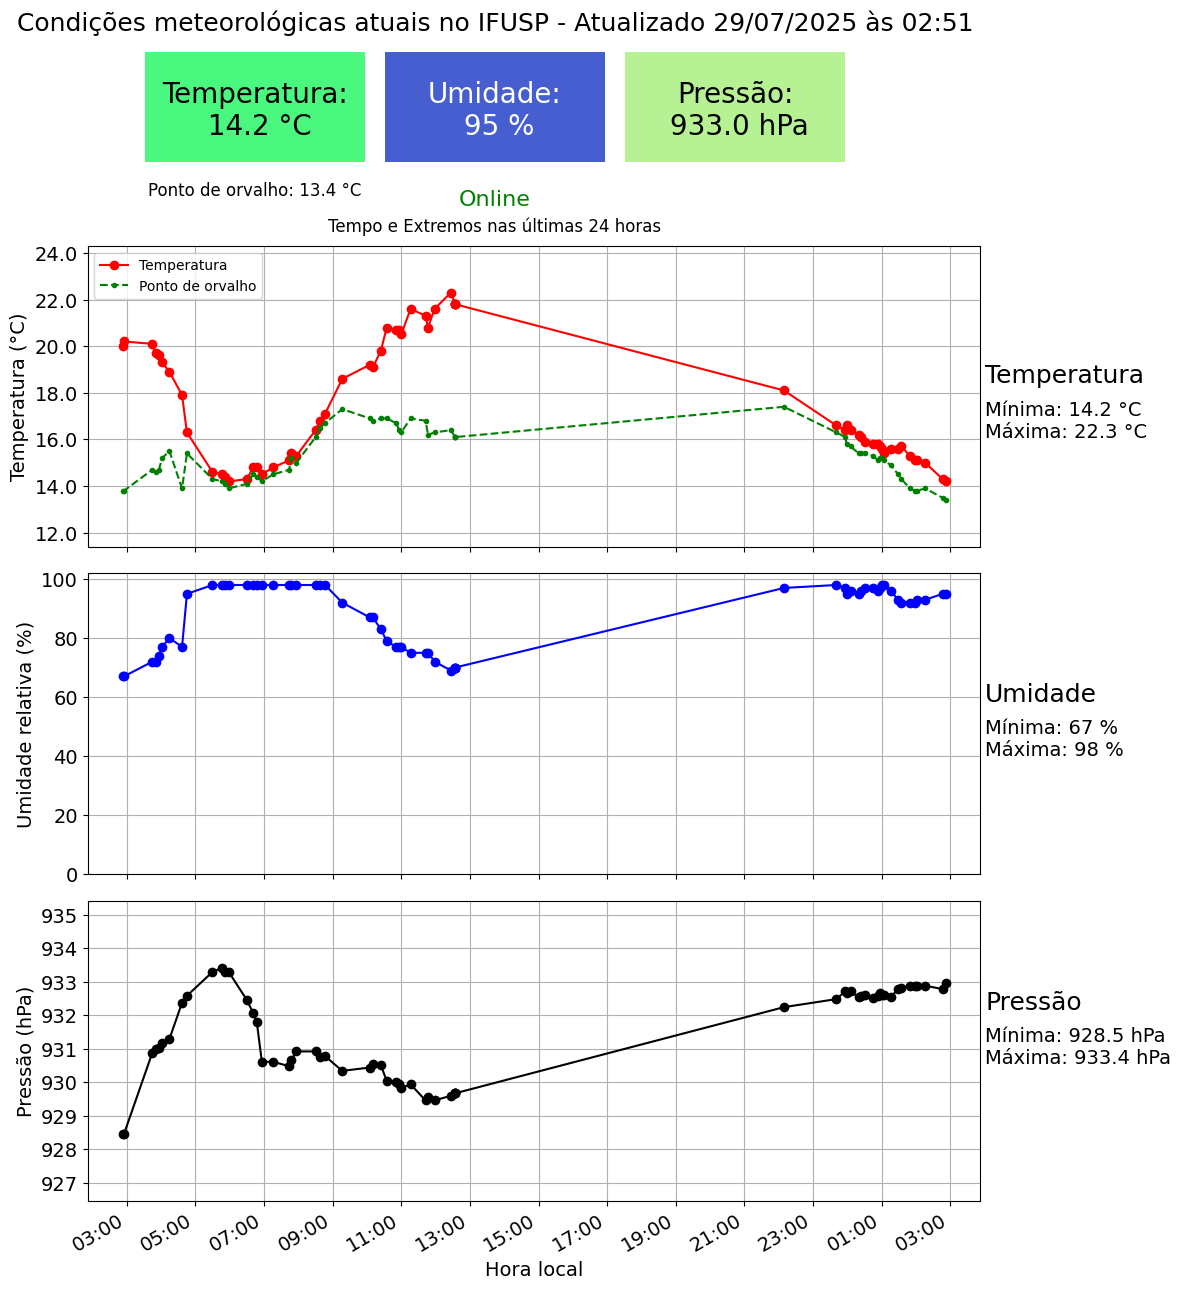 Condições meteorológicas atuais no IFUSP - Atualizado 29/07/2025 às 02:51
Temperatura:
14.2 °C
Umidade:
95 %
Pressão:
933.0 hPa
Ponto de orvalho: 13.4 °C
Online
Tempo e Extremos nas últimas 24 horas
Temperatura (°C)
24.0
22.0
20.0
18.0
16.0
14.0
12.0
Temperatura
Ponto de orvalho
Temperatura
Mínima: 14.2 °C
Máxima: 22.3 °C
Umidade relativa (%)
100
80
60
40
20
0
Umidade
Mínima: 67 %
Máxima: 98 %
Pressão (hPa)
935
934
933
932
931
930
929
928
927
Pressão
Mínima: 928.5 hPa
Máxima: 933.4 hPa
03:00 05:00 07:00 09:00 11:00 13:00 15:00 17:00 19:00 21:00 23:00 01:00 03:00
Hora local